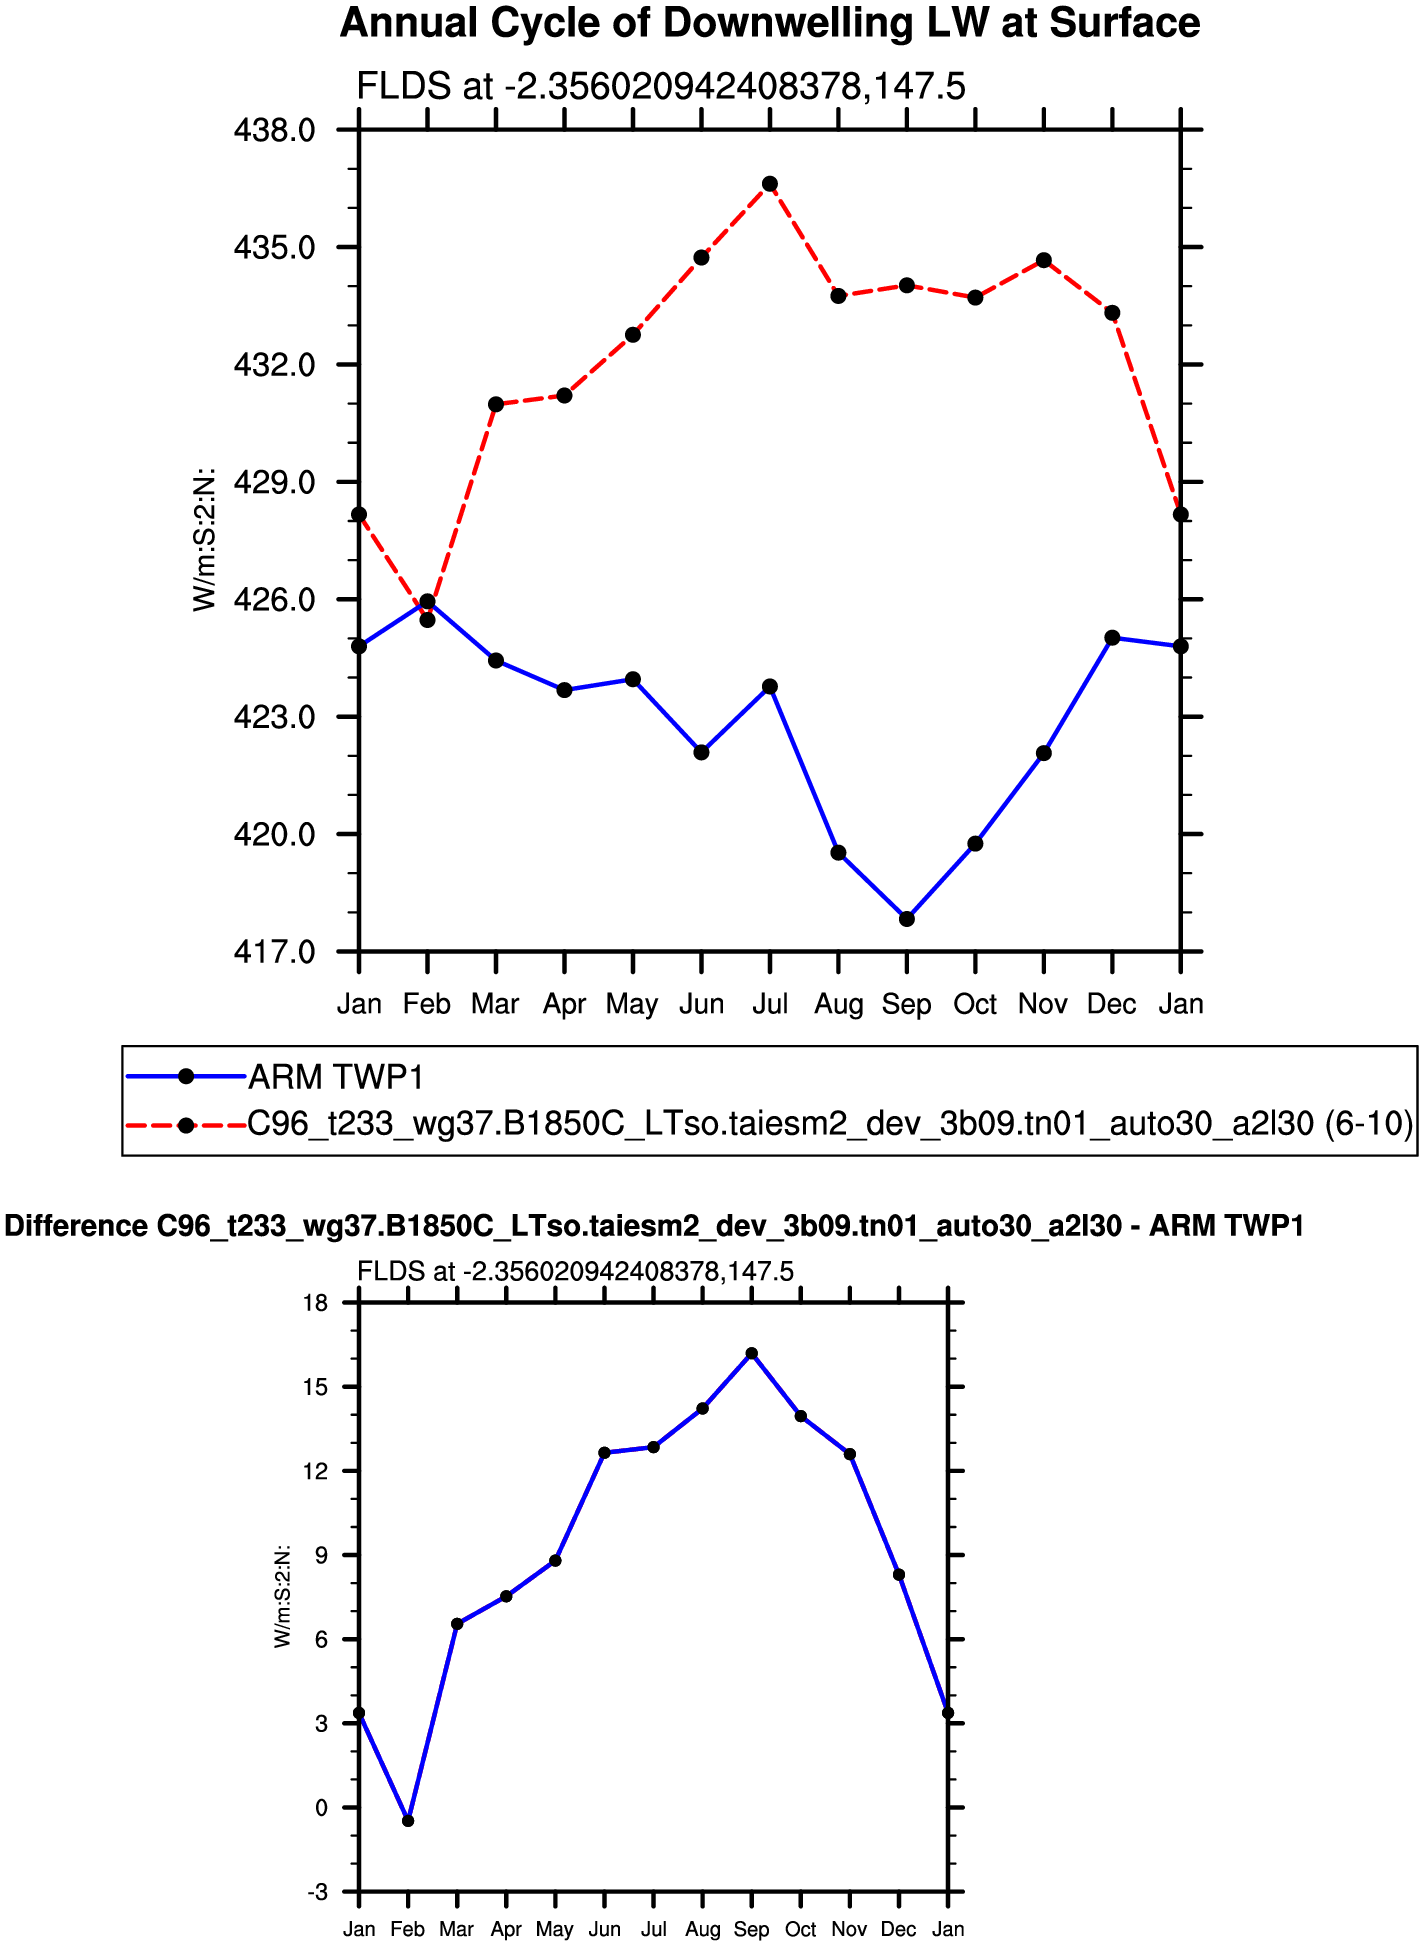 Annual Cycle of Downwelling LW at Surface
FLDS at -2.356020942408378,147.5
438.0
435.0
432.0
429.0
426.0
423.0
420.0
417.0
W/m:S:2:N:
Jan Feb Mar Apr May Jun Jul Aug Sep Oct Nov Dec Jan
ARM TWP1
C96_t233_wg37.B1850C_LTso.taiesm2_dev_3b09.tn01_auto30_a2l30 (6-10)
Difference C96_t233_wg37.B1850C_LTso.taiesm2_dev_3b09.tn01_auto30_a2l30 - ARM TWP1
FLDS at -2.356020942408378,147.5
18
15
12
9
6
3
0
-3
W/m:S:2:N:
Jan Feb Mar Apr May Jun Jul Aug Sep Oct Nov Dec Jan